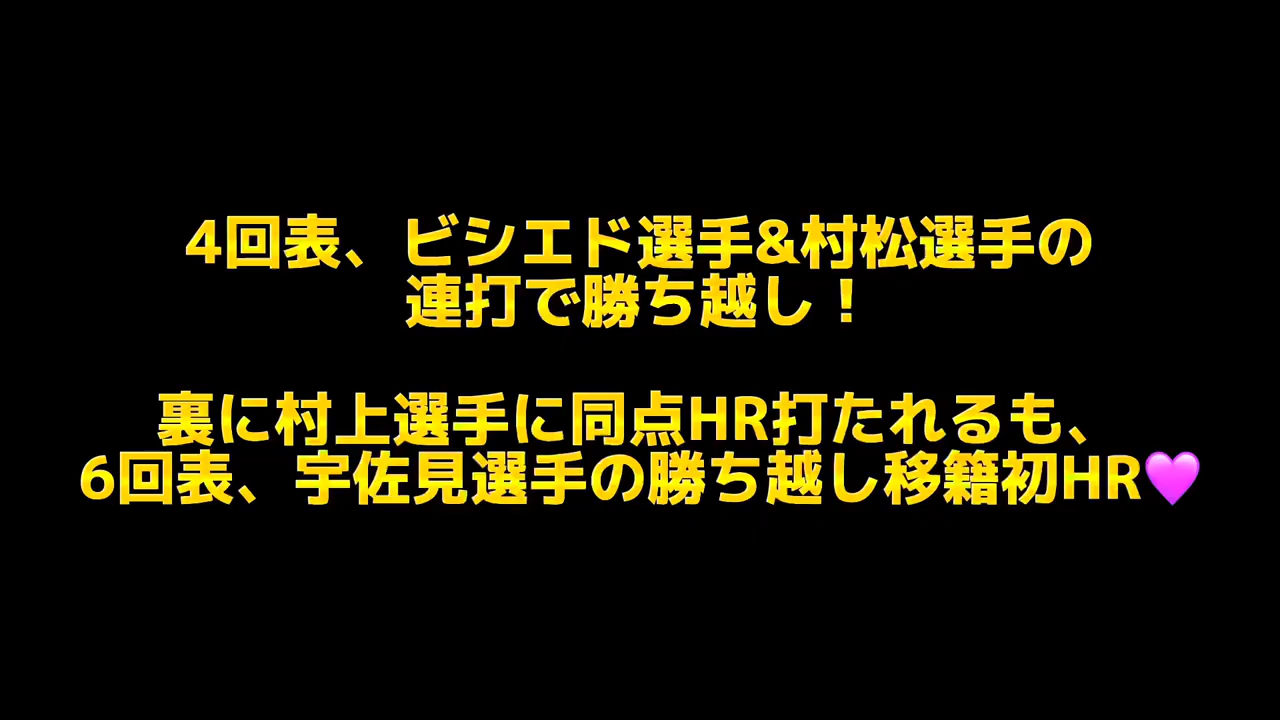 4回表、ビシエド選手&村松選手の
連打で勝ち越し！
裏に村上選手に同点HR打たれるも、
6回表、宇佐見選手の勝ち越し移籍初HR🩷